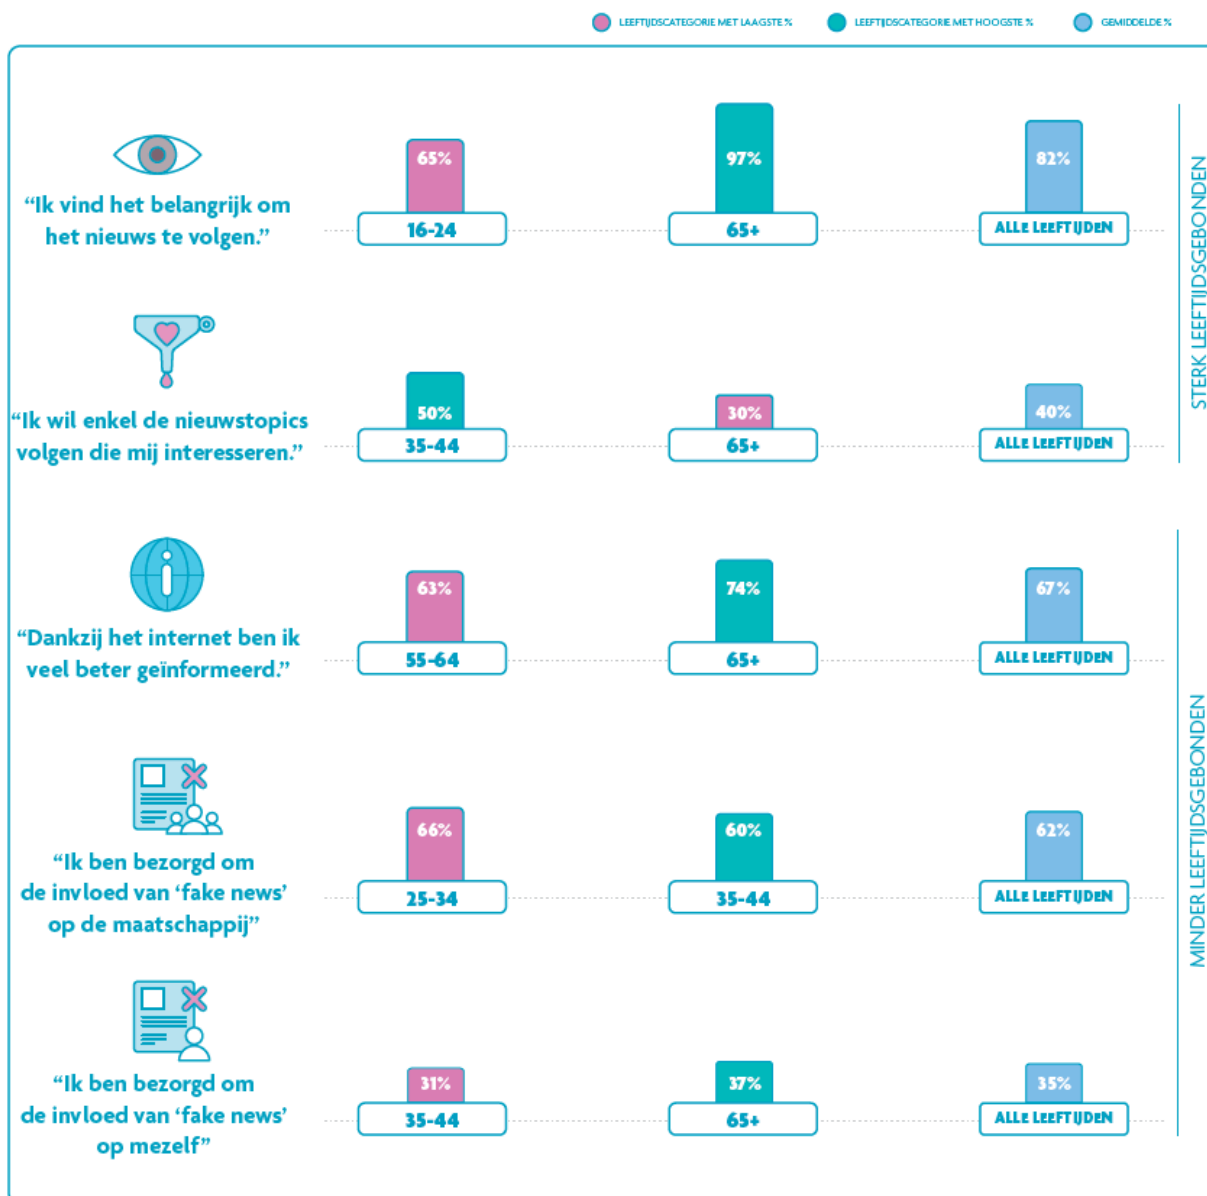 LEEFTIJDSCATEGORIE MET LAAGSTE %
LEEFTIJDSCATEGORIE MET HOOGSTE %
GEMIDDELDE %
“Ik vind het belangrijk om
het nieuws te volgen.”
65%
16-24
97%
65+
82%
ALLE LEEFTIJDEN
“Ik wil enkel de nieuwstopics
volgen die mij interesseren.”
50%
35-44
30%
65+
40%
ALLE LEEFTIJDEN
STERK LEEFTIJDSGEBONDEN
“Dankzij het internet ben ik
veel beter geïnformeerd.”
63%
55-64
74%
65+
67%
ALLE LEEFTIJDEN
“Ik ben bezorgd om
de invloed van ‘fake news’
op de maatschappij”
66%
25-34
60%
35-44
62%
ALLE LEEFTIJDEN
“Ik ben bezorgd om
de invloed van ‘fake news’
op mezelf”
31%
35-44
37%
65+
35%
ALLE LEEFTIJDEN
MINDER LEEFTIJDSGEBONDEN